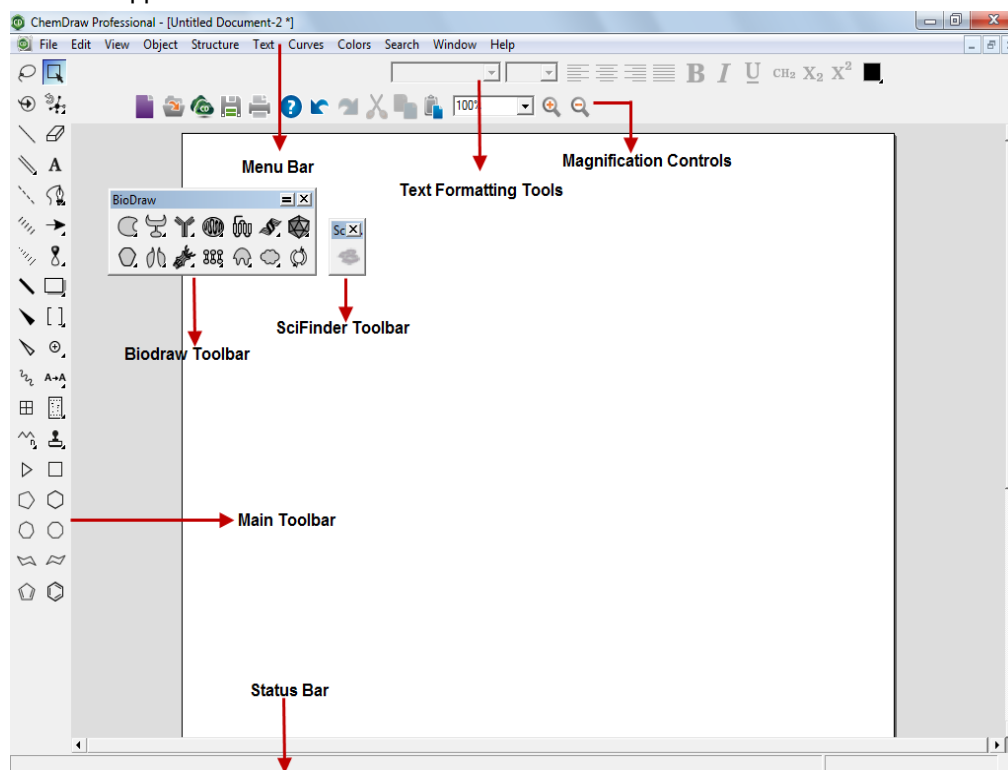 ChemDraw Professional - [Untitled Document-2 *]
File Edit View Object Structure Text Curves Colors Search Window Help
B I U CH₂ X₂ X²
100%
Menu Bar
Magnification Controls
Text Formatting Tools
A
BioDraw
Sc
SciFinder Toolbar
Biodraw Toolbar
A→A
n
Main Toolbar
Status Bar